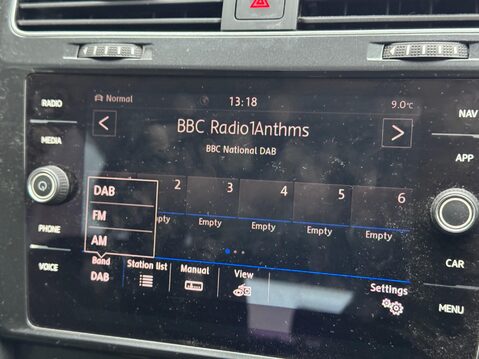 RADIO
MEDIA
PHONE
VOICE
Normal
13:18
9.0°C
< BBC Radio1Anthms >
BBC National DAB
2 3 4 5 6
pty Empty Empty Empty Empty
DAB
FM
AM
Band
DAB
Station list
Manual
View
Settings
NAV
APP
CAR
MENU